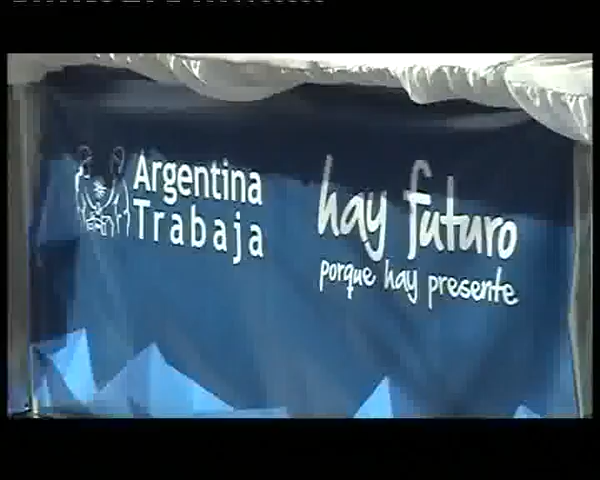 Argentina
Trabaja
hay futuro
porque hay presente